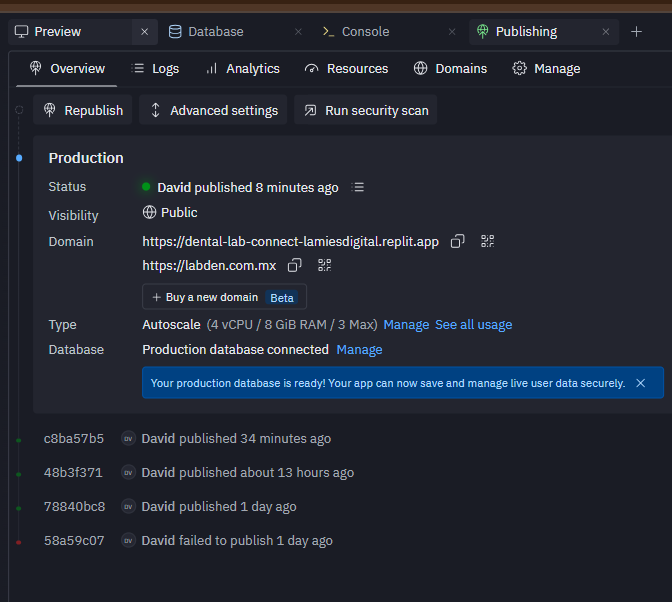 Preview
Database
Console
Publishing
Overview
Logs
Analytics
Resources
Domains
Manage
Republish
Advanced settings
Run security scan
Production
Status David published 8 minutes ago
Visibility Public
Domain https://dental-lab-connect-lamiesdigital.replit.app
https://labden.com.mx
+ Buy a new domain Beta
Type Autoscale (4 vCPU / 8 GiB RAM / 3 Max) Manage See all usage
Database Production database connected Manage
Your production database is ready! Your app can now save and manage live user data securely.
c8ba57b5 DV David published 34 minutes ago
48b3f371 DV David published about 13 hours ago
78840bc8 DV David published 1 day ago
58a59c07 DV David failed to publish 1 day ago